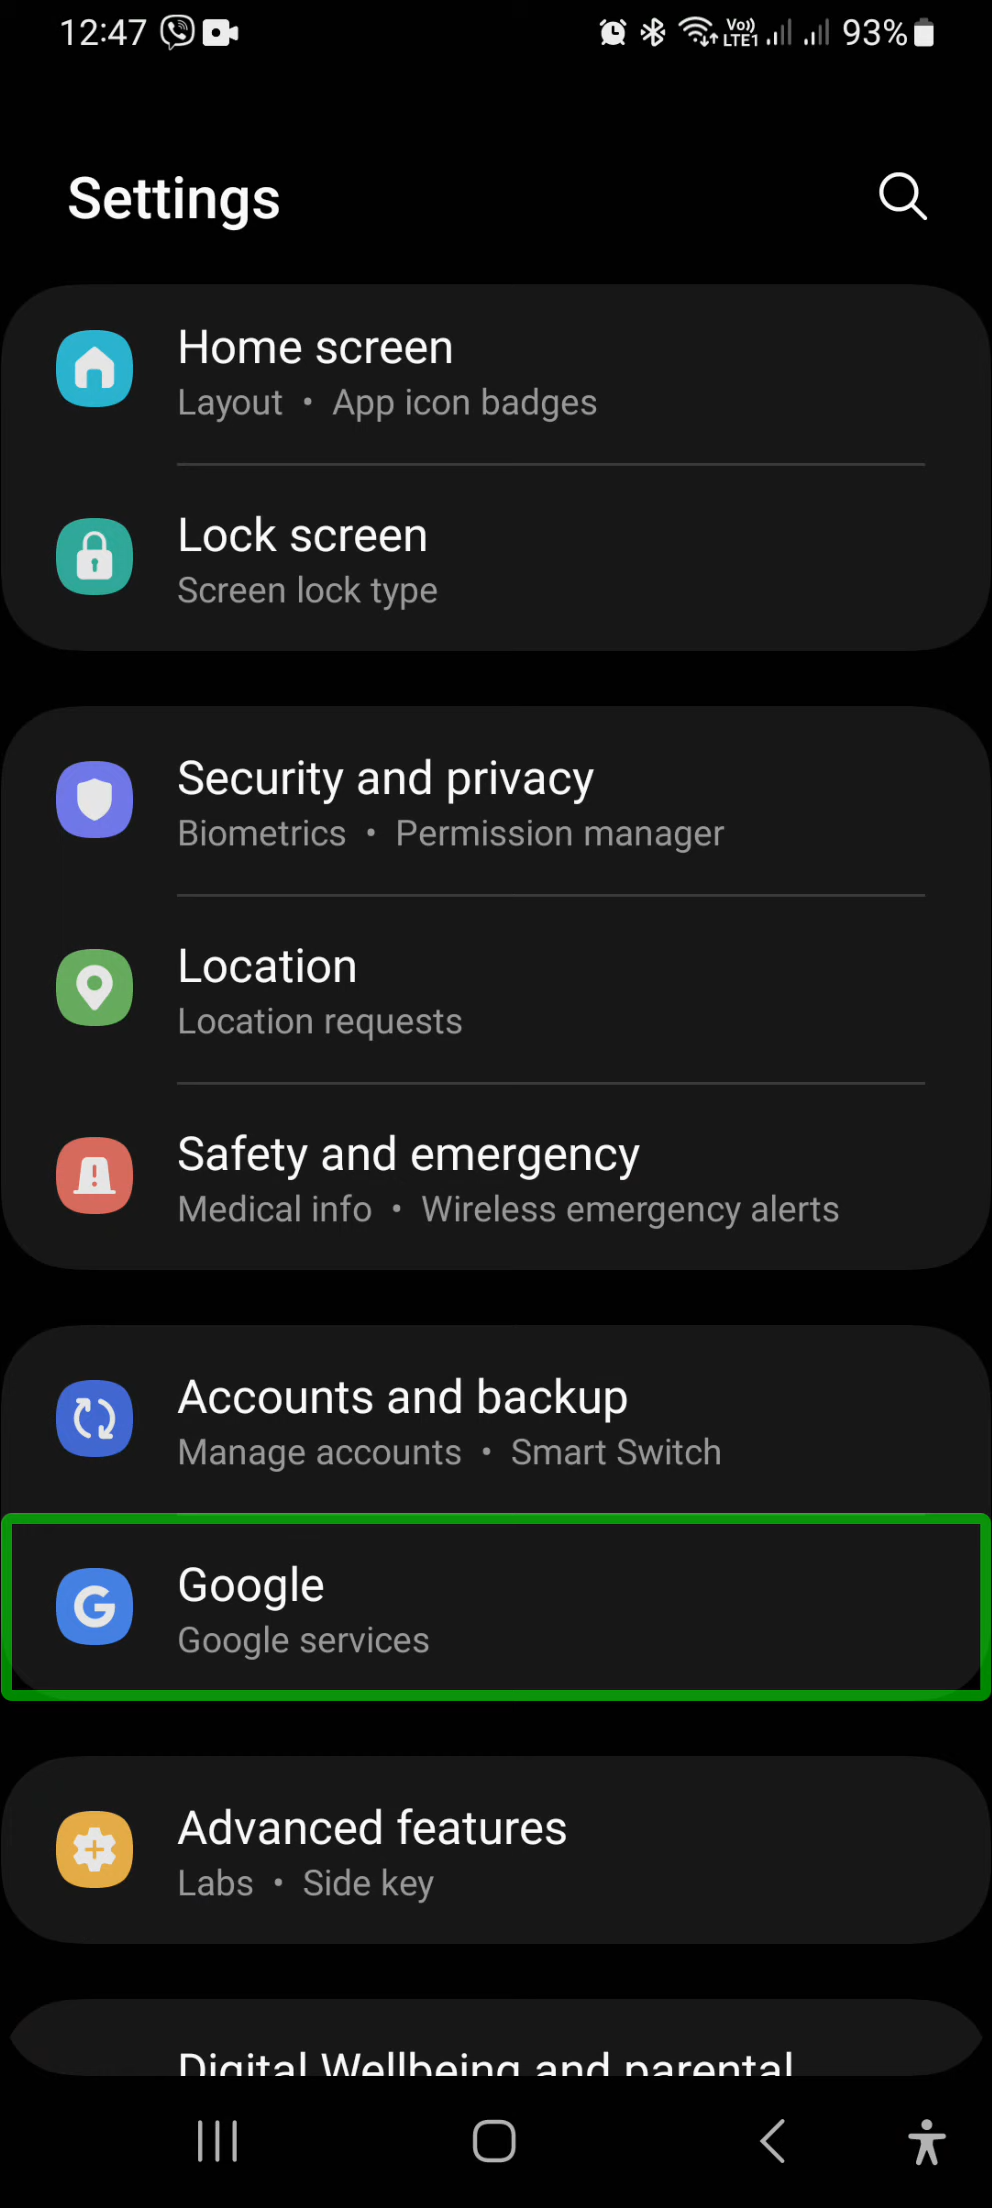 12:47 Vo)) LTE1 93%
Settings
Home screen
Layout • App icon badges
Lock screen
Screen lock type
Security and privacy
Biometrics • Permission manager
Location
Location requests
Safety and emergency
Medical info • Wireless emergency alerts
Accounts and backup
Manage accounts • Smart Switch
Google
Google services
Advanced features
Labs • Side key
Digital Wellbeing and parental